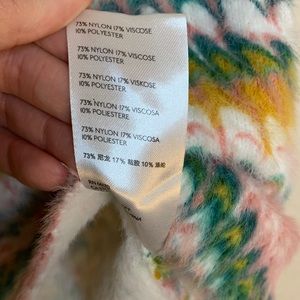 73% NYLON 17% VISCOSE
10% POLYESTER
73% NYLON 17% VISCOSE
10% POLYESTER
73% NYLON 17% VISKOSE
10% POLYESTER
73% NYLON 17% VISCOSA
10% POLIESTERE
73% NYLON 17% VISCOSA
10% POLIESTER
73% 尼龙 17% 粘胶 10% 涤纶
RN